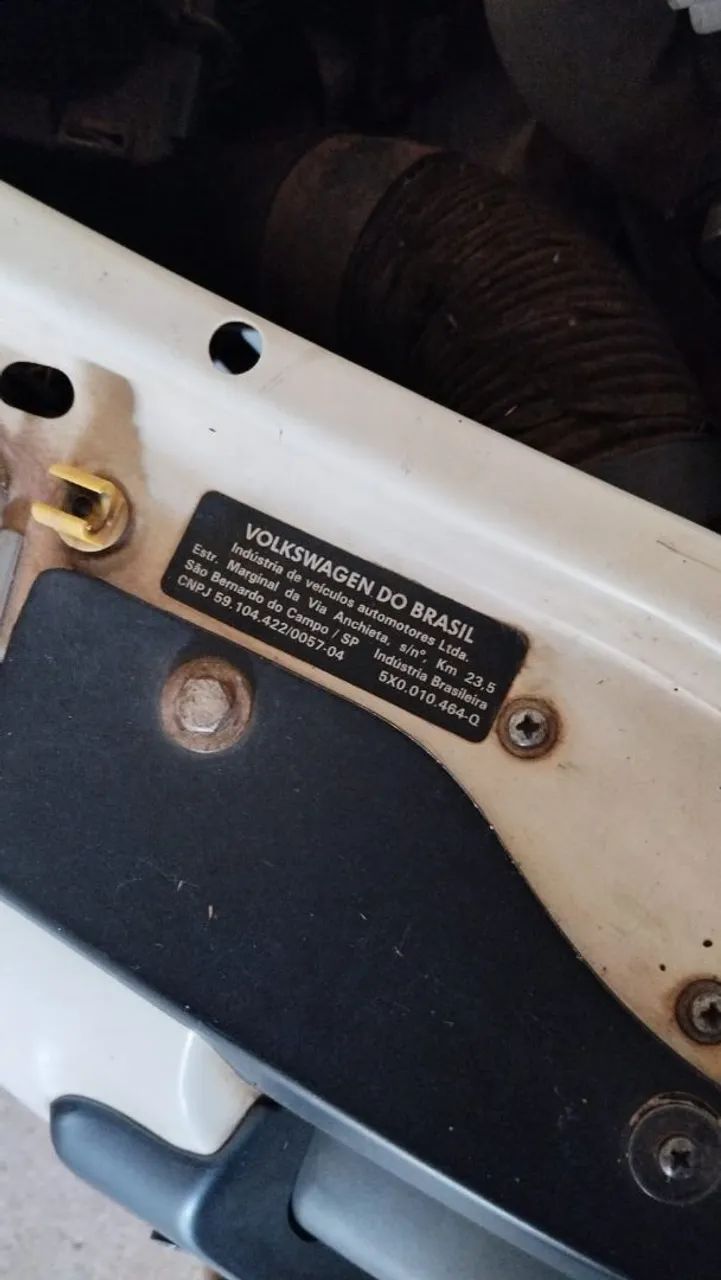 VOLKSWAGEN DO BRASIL
Indústria de veículos automotores Ltda.
Estr. Marginal da Via Anchieta, s/nº, Km 23,5
São Bernardo do Campo / SP Indústria Brasileira
CNPJ 59.104.422/0057-04 5X0.010.464-Q